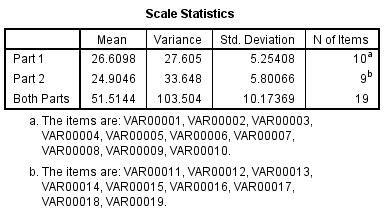 Scale Statistics
Mean Variance Std. Deviation N of Items
Part 1 26.6098 27.605 5.25408 10a
Part 2 24.9046 33.648 5.80066 9b
Both Parts 51.5144 103.504 10.17369 19
a. The items are: VAR00001, VAR00002, VAR00003,
VAR00004, VAR00005, VAR00006, VAR00007,
VAR00008, VAR00009, VAR00010.
b. The items are: VAR00011, VAR00012, VAR00013,
VAR00014, VAR00015, VAR00016, VAR00017,
VAR00018, VAR00019.